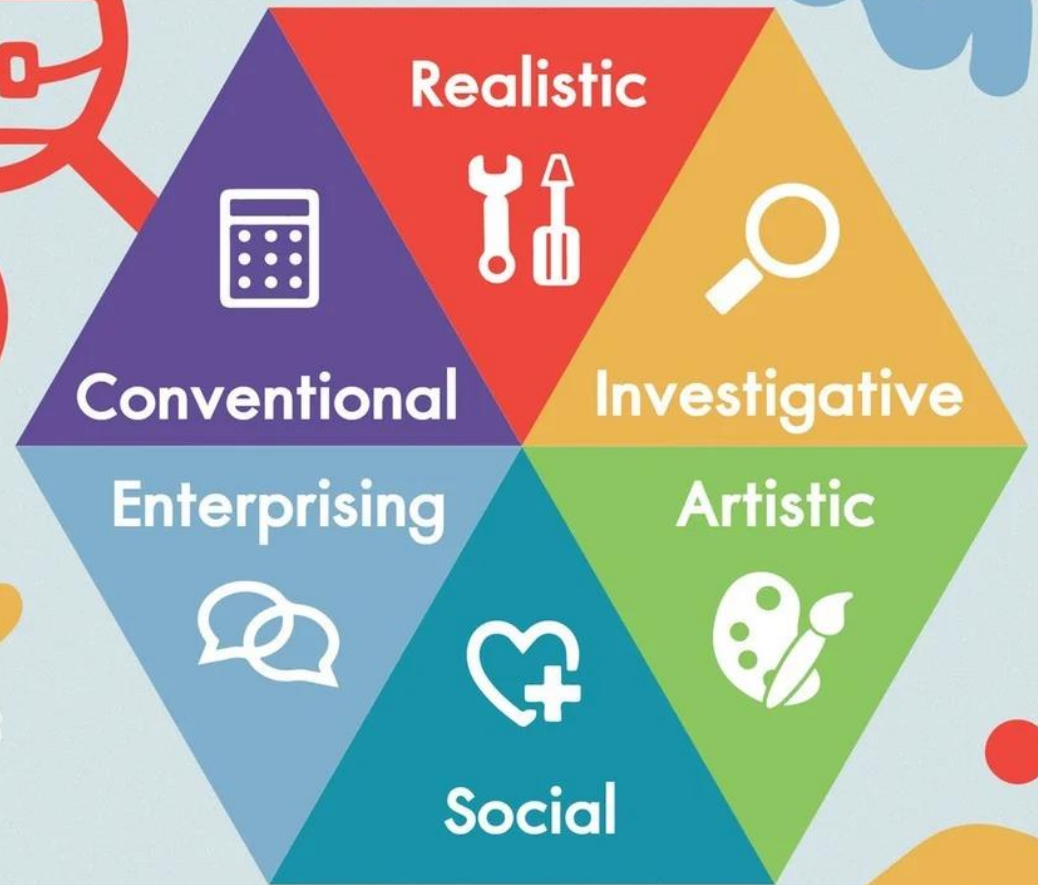 Realistic
Conventional
Investigative
Enterprising
Artistic
Social